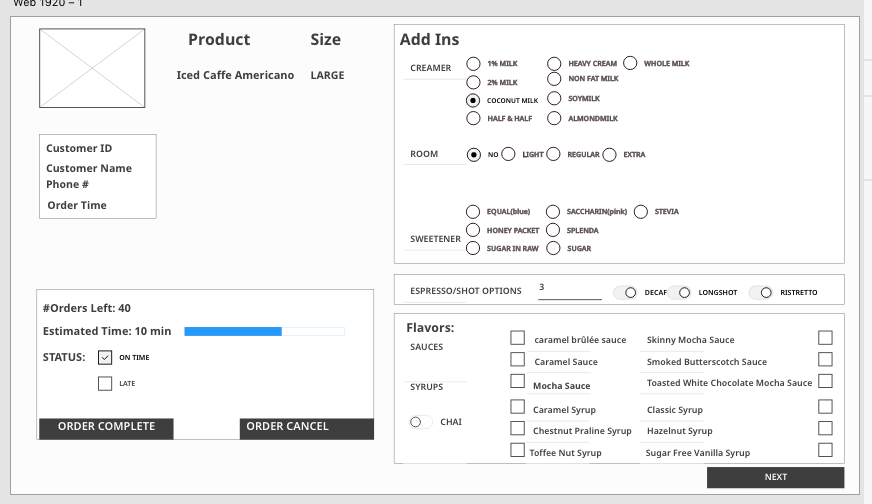 Web 1920 – 1
Product Size
Iced Caffe Americano LARGE
Customer ID
Customer Name
Phone #
Order Time
#Orders Left: 40
Estimated Time: 10 min
STATUS: ON TIME
LATE
ORDER COMPLETE ORDER CANCEL
Add Ins
CREAMER 1% MILK HEAVY CREAM WHOLE MILK
2% MILK NON FAT MILK
COCONUT MILK SOYMILK
HALF & HALF ALMONDMILK
ROOM NO LIGHT REGULAR EXTRA
EQUAL(blue) SACCHARIN(pink) STEVIA
SWEETENER HONEY PACKET SPLENDA
SUGAR IN RAW SUGAR
ESPRESSO/SHOT OPTIONS 3 DECAF LONGSHOT RISTRETTO
Flavors:
SAUCES caramel brûlée sauce Skinny Mocha Sauce
Caramel Sauce Smoked Butterscotch Sauce
SYRUPS Mocha Sauce Toasted White Chocolate Mocha Sauce
Caramel Syrup Classic Syrup
CHAI Chestnut Praline Syrup Hazelnut Syrup
Toffee Nut Syrup Sugar Free Vanilla Syrup
NEXT